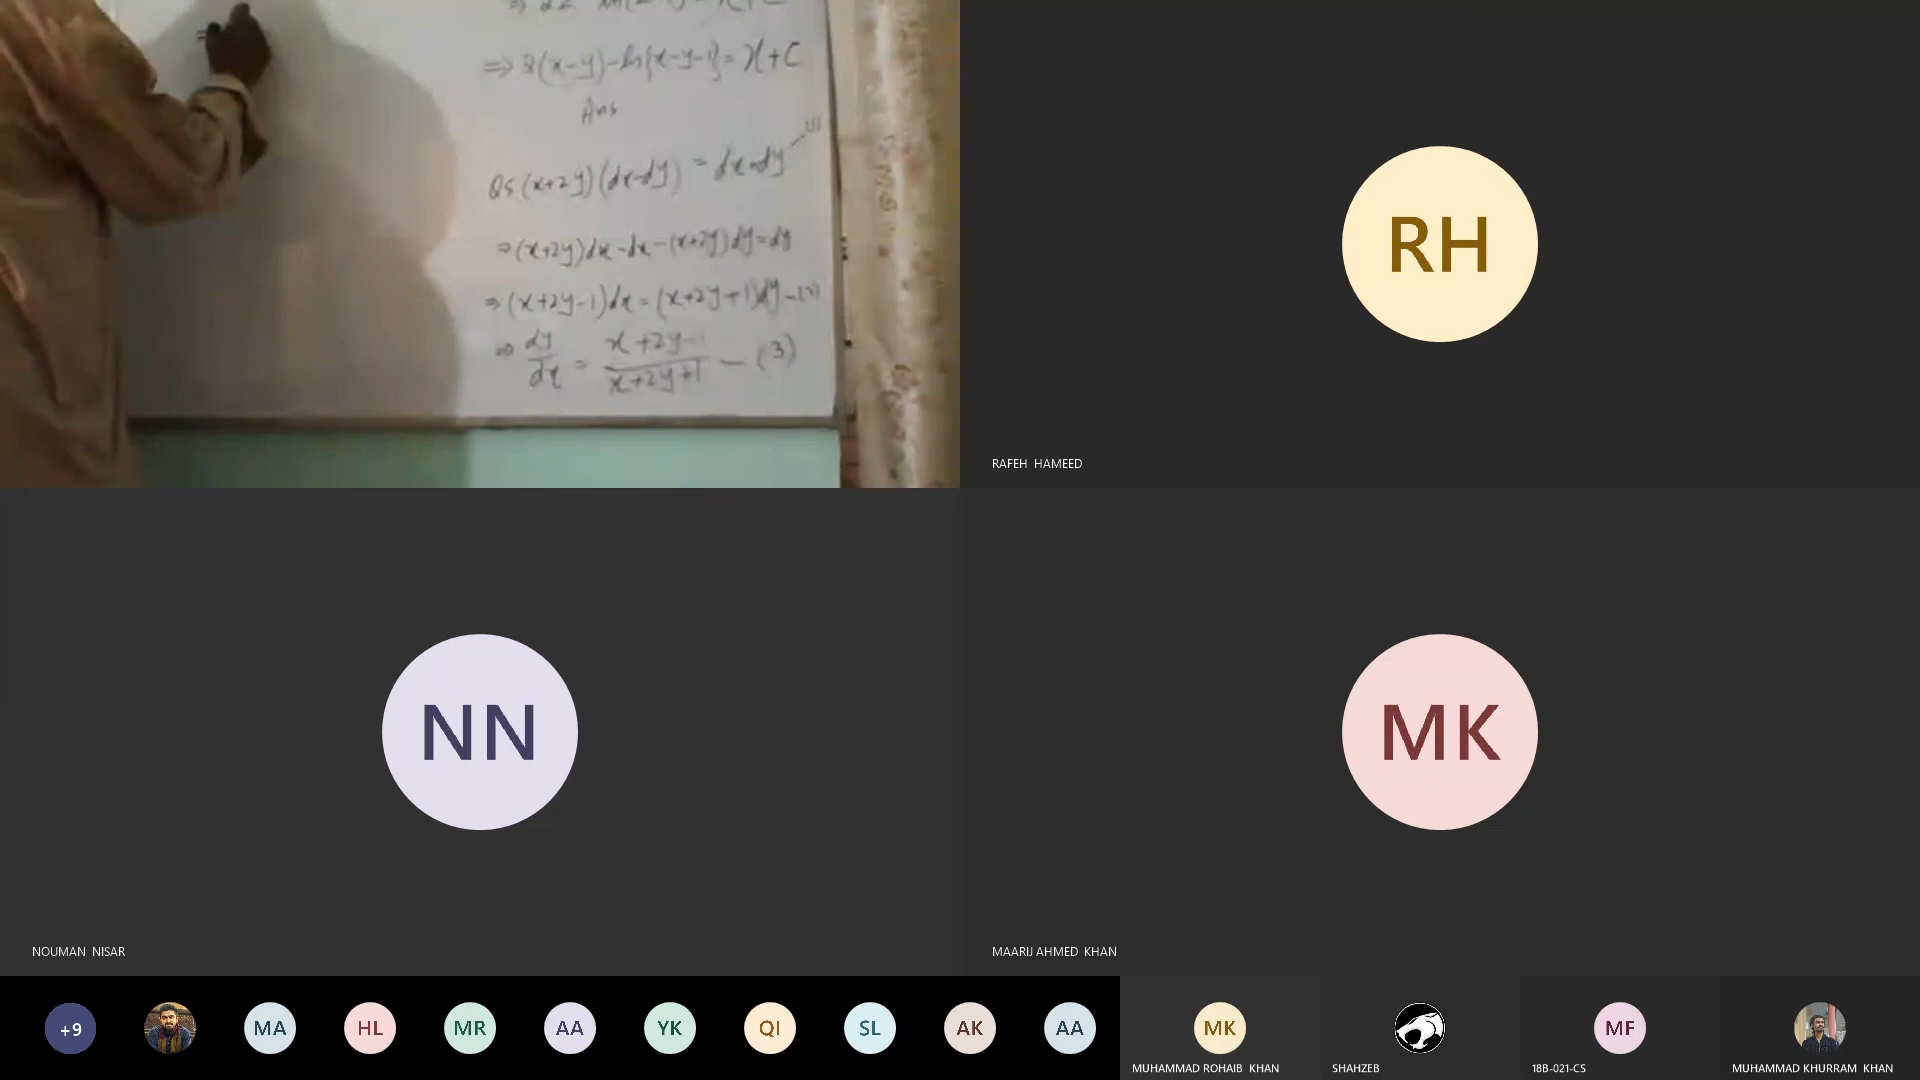 ⇒ 2(x-y)-ln{x-y-1}=x+C
Ans
Q5 (x+2y)(dx-dy) = dx+dy
⇒(x+2y)dx-dx-(x+2y)dy=dy
⇒(x+2y-1)dx=(x+2y+1)dy-(2)
⇒ dy/dx = x+2y-1/x+2y+1 — (3)
RH
RAFEH HAMEED
NN
NOUMAN NISAR
MK
MAARIJ AHMED KHAN
+9
MA
HL
MR
AA
YK
QI
SL
AK
AA
MK
MUHAMMAD ROHAIB KHAN
SHAHZEB
MF
18B-021-CS
MUHAMMAD KHURRAM KHAN